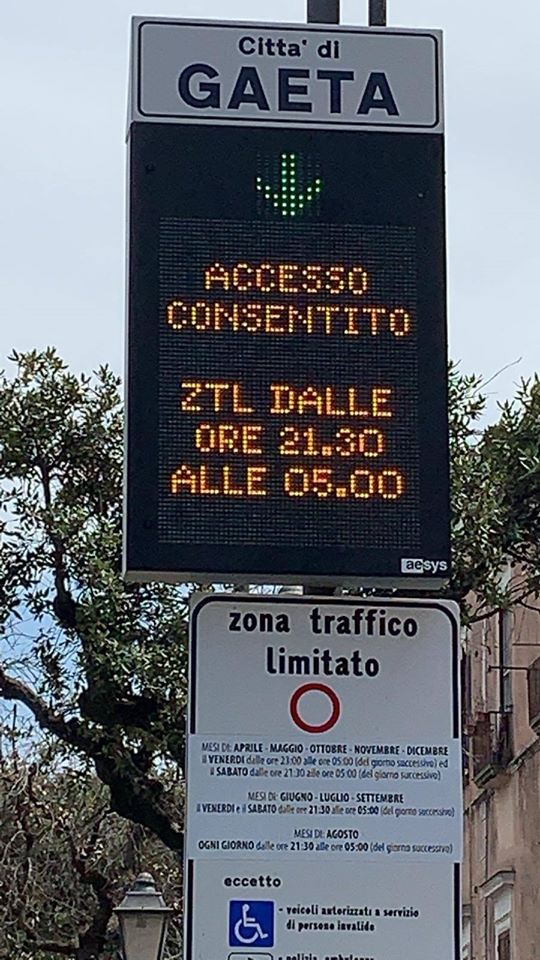 Citta' di
GAETA
ACCESSO
CONSENTITO
ZTL DALLE
ORE 21.30
ALLE 05.00
aesys
zona traffico
limitato
MESI DI: APRILE - MAGGIO - OTTOBRE - NOVEMBRE - DICEMBRE
il VENERDI dalle ore 23:00 alle ore 05:00 (del giorno successivo) ed
il SABATO dalle ore 21:30 alle ore 05:00 (del giorno successivo)
MESI DI: GIUGNO - LUGLIO - SETTEMBRE
il VENERDI e il SABATO dalle ore 21:30 alle ore 05:00 (del giorno successivo)
MESI DI: AGOSTO
OGNI GIORNO dalle ore 21:30 alle ore 05:00 (del giorno successivo)
eccetto
- veicoli autorizzati a servizio
di persone invalide
- polizia, ambulanze